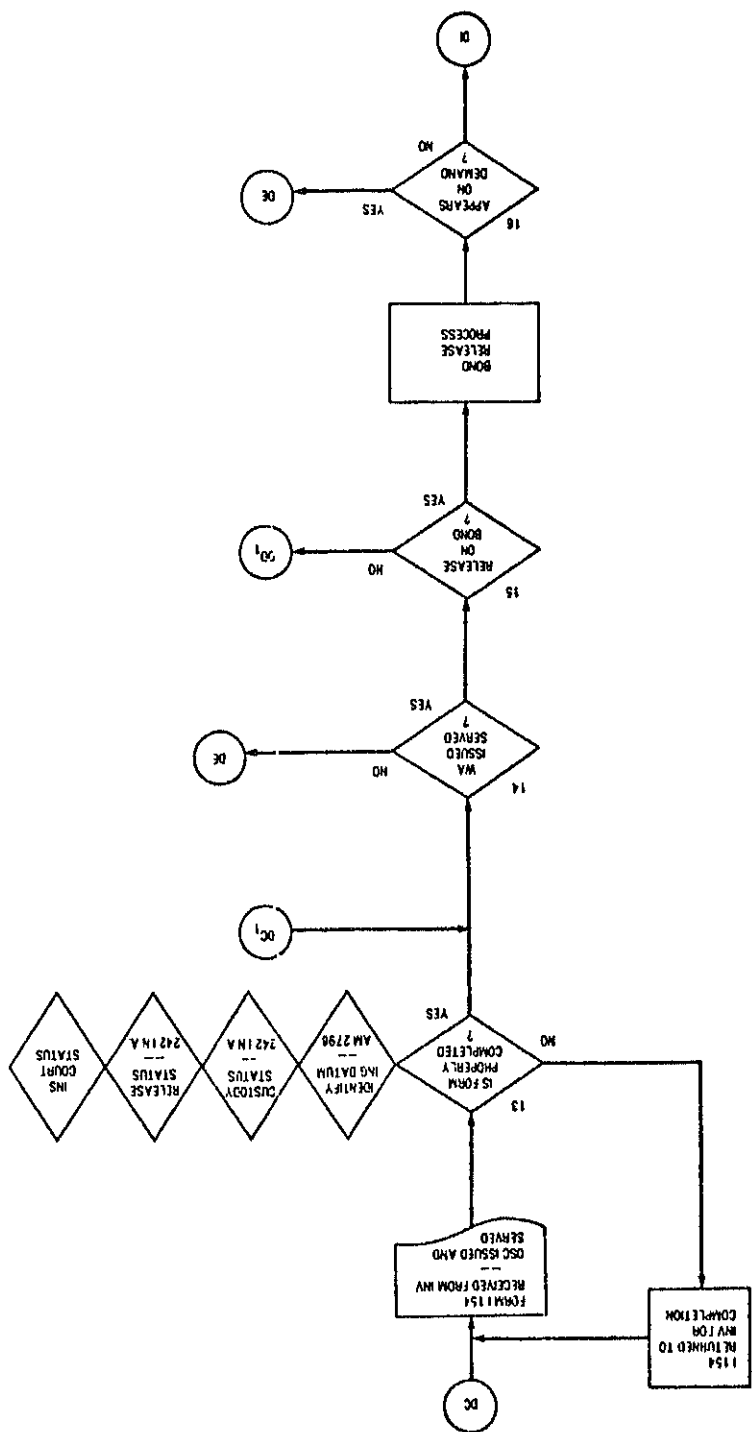 DC
FORM I 154
--
RECEIVED FROM INV
OSC ISSUED AND
SERVED
I 154
RETURNED TO
INV FOR
COMPLETION
13
IS FORM
PROPERLY
COMPLETED
?
NO
YES
IDENTIFY
ING DATUM
--
AM 2796
CUSTODY
STATUS
--
242 I N A
RELEASE
STATUS
--
242 I N A
INS
COURT
STATUS
DC1
14
WA
ISSUED
SERVED
?
NO
DE
YES
15
RELEASE
ON
BOND
?
NO
DD1
YES
BOND
RELEASE
PROCESS
16
APPEARS
ON
DEMAND
?
YES
DE
NO
DI